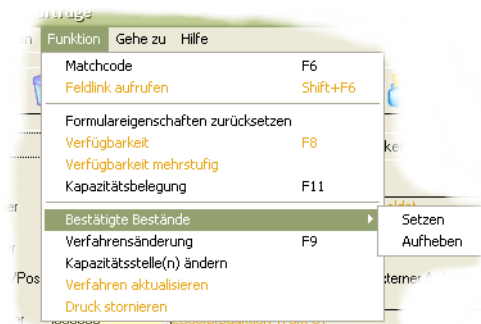 Funktion Gehe zu Hilfe
Matchcode F6
Feldlink aufrufen Shift+F6
Formulareigenschaften zurücksetzen
Verfügbarkeit F8
Verfügbarkeit mehrstufig
Kapazitätsbelegung F11
Bestätigte Bestände Setzen
Verfahrensänderung F9 Aufheben
Kapazitätsstelle(n) ändern
/Pos
Verfahren aktualisieren
Druck stornieren